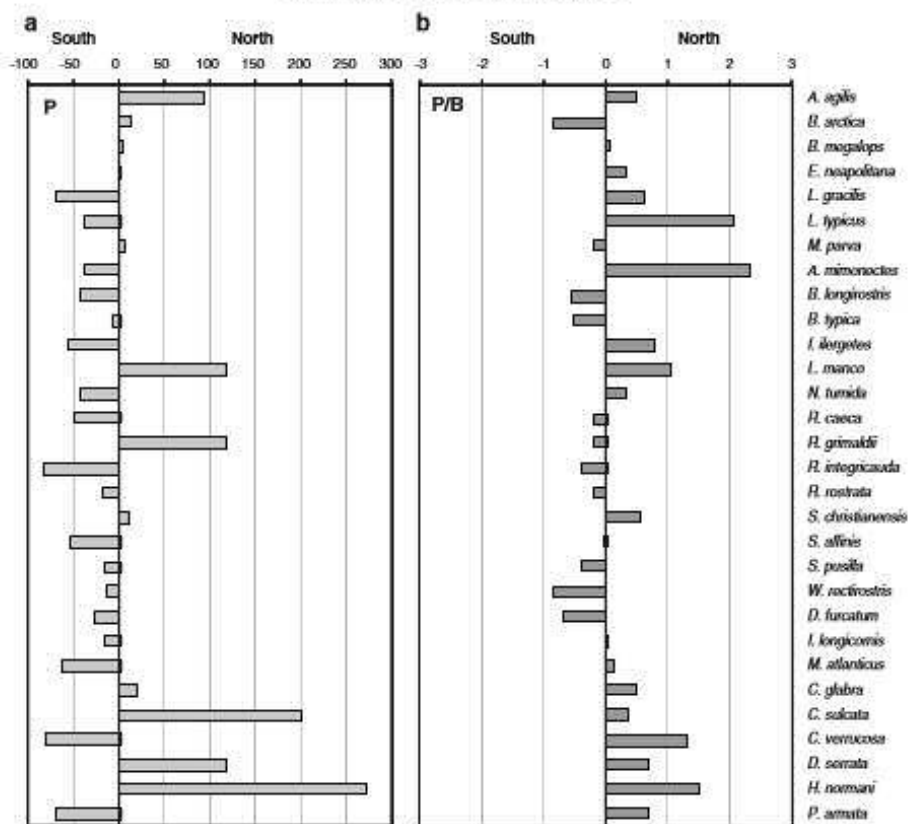 a
South North
-100 -50 0 50 100 150 200 250 300
P
b
South North
-3 -2 -1 0 1 2 3
P/B
A. agilis
B. arctica
B. megalops
E. neapolitana
L. gracilis
L. typicus
M. parva
A. mimonectes
B. longirostris
B. typica
I. ilergetes
L. manco
N. tumida
R. caeca
R. grimaldii
R. integricauda
R. rostrata
S. christianensis
S. affinis
S. pusilla
W. rectirostris
D. furcatum
I. longicornis
M. atlanticus
C. glabra
C. sulcata
C. verrucosa
D. serrata
H. normani
P. armata